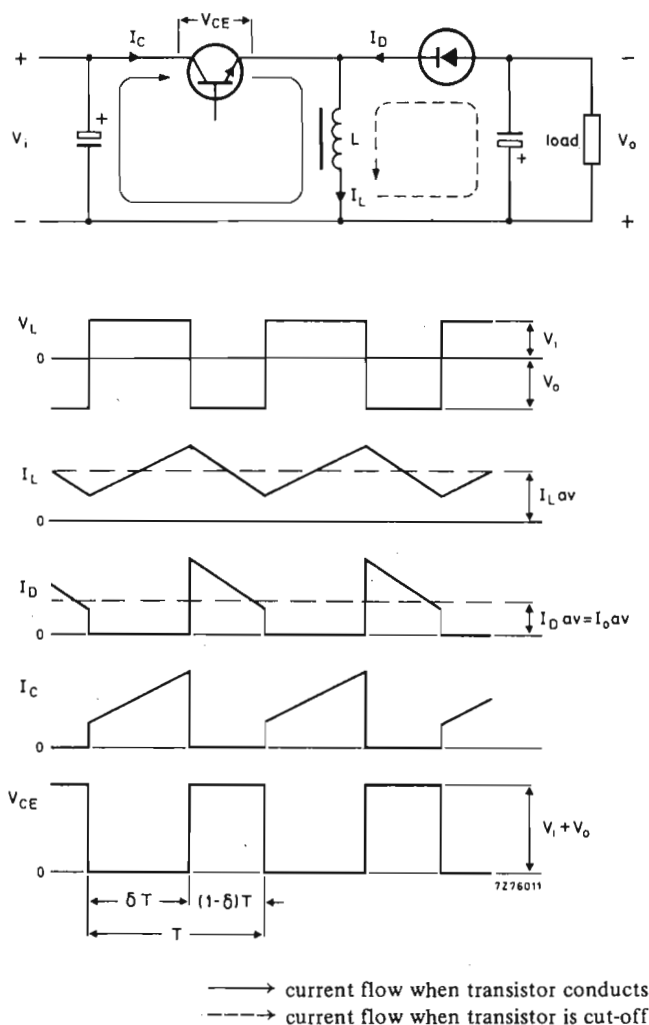 V_CE
I_C
I_D
+
−
V_i
+
L
I_L
+
load
V_o
−
+
V_L
0
V_i
V_o
I_L
0
I_L av
I_D
0
I_D av = I_o av
I_C
0
V_CE
0
V_i + V_o
7Z76011
δT
(1-δ)T
T
current flow when transistor conducts
current flow when transistor is cut-off